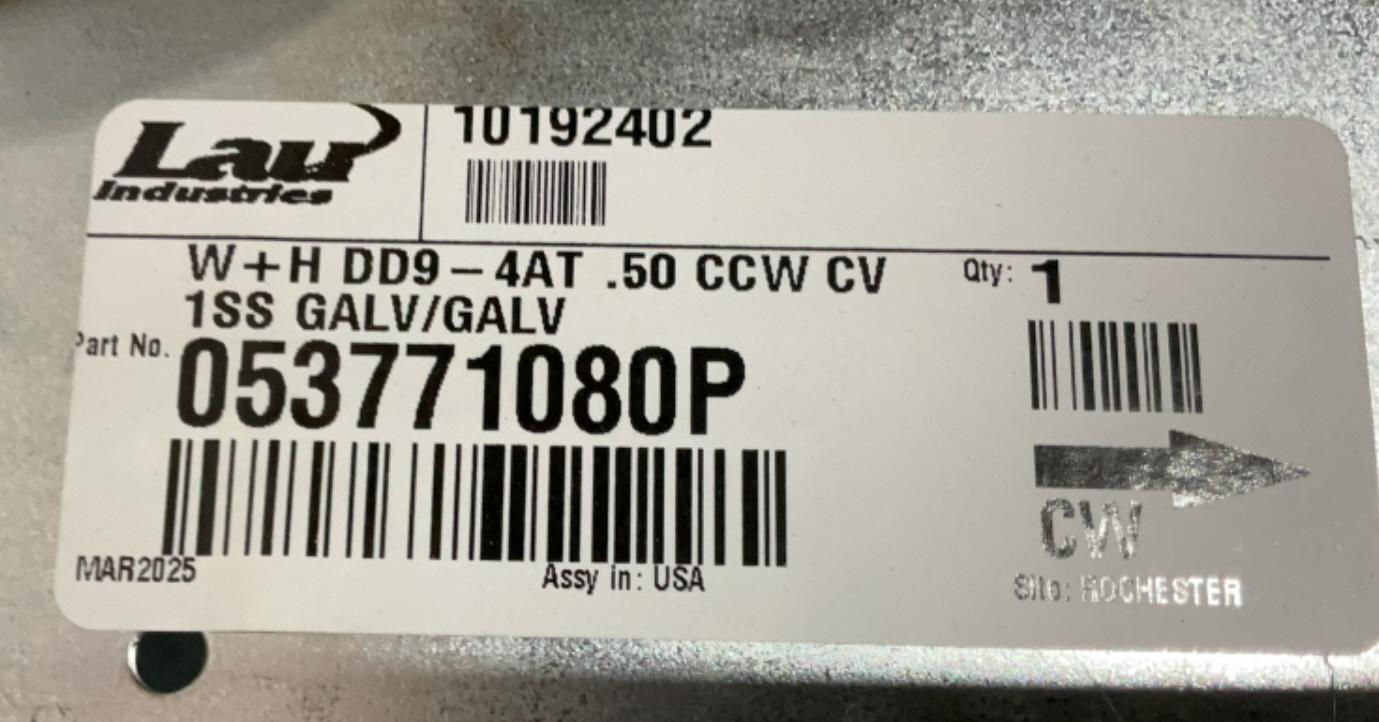 Lau
Industries
10192402
W+H DD9-4AT .50 CCW CV
1SS GALV/GALV
Qty: 1
Part No. 053771080P
CW
MAR2025
Assy in: USA
Site: ROCHESTER